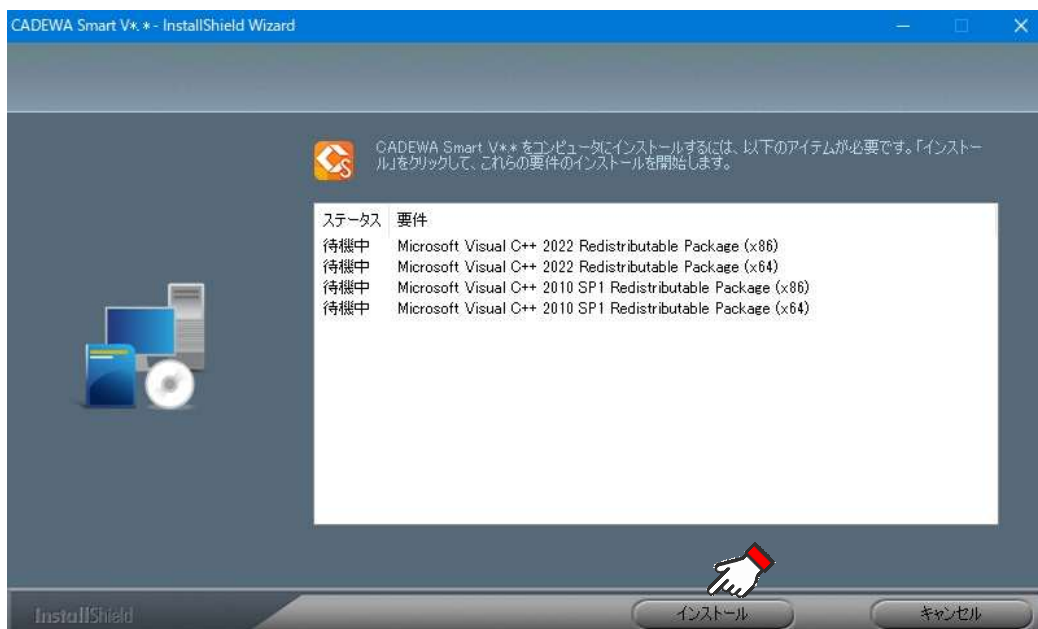 CADEWA Smart V*.* - InstallShield Wizard
CADEWA Smart V** をコンピュータにインストールするには、以下のアイテムが必要です。「インストー
ル」をクリックして、これらの要件のインストールを開始します。
ステータス 要件
待機中 Microsoft Visual C++ 2022 Redistributable Package (x86)
待機中 Microsoft Visual C++ 2022 Redistributable Package (x64)
待機中 Microsoft Visual C++ 2010 SP1 Redistributable Package (x86)
待機中 Microsoft Visual C++ 2010 SP1 Redistributable Package (x64)
InstallShield インストール キャンセル